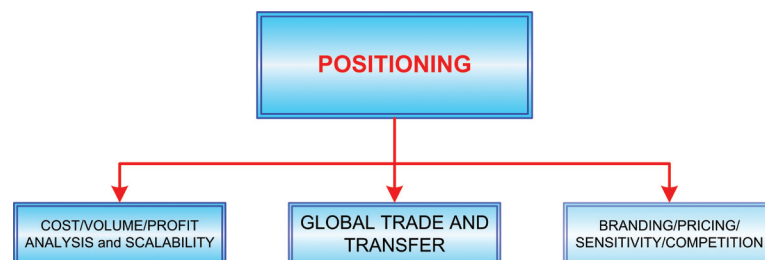 POSITIONING
COST/VOLUME/PROFIT
ANALYSIS and SCALABILITY
GLOBAL TRADE AND
TRANSFER
BRANDING/PRICING/
SENSITIVITY/COMPETITION